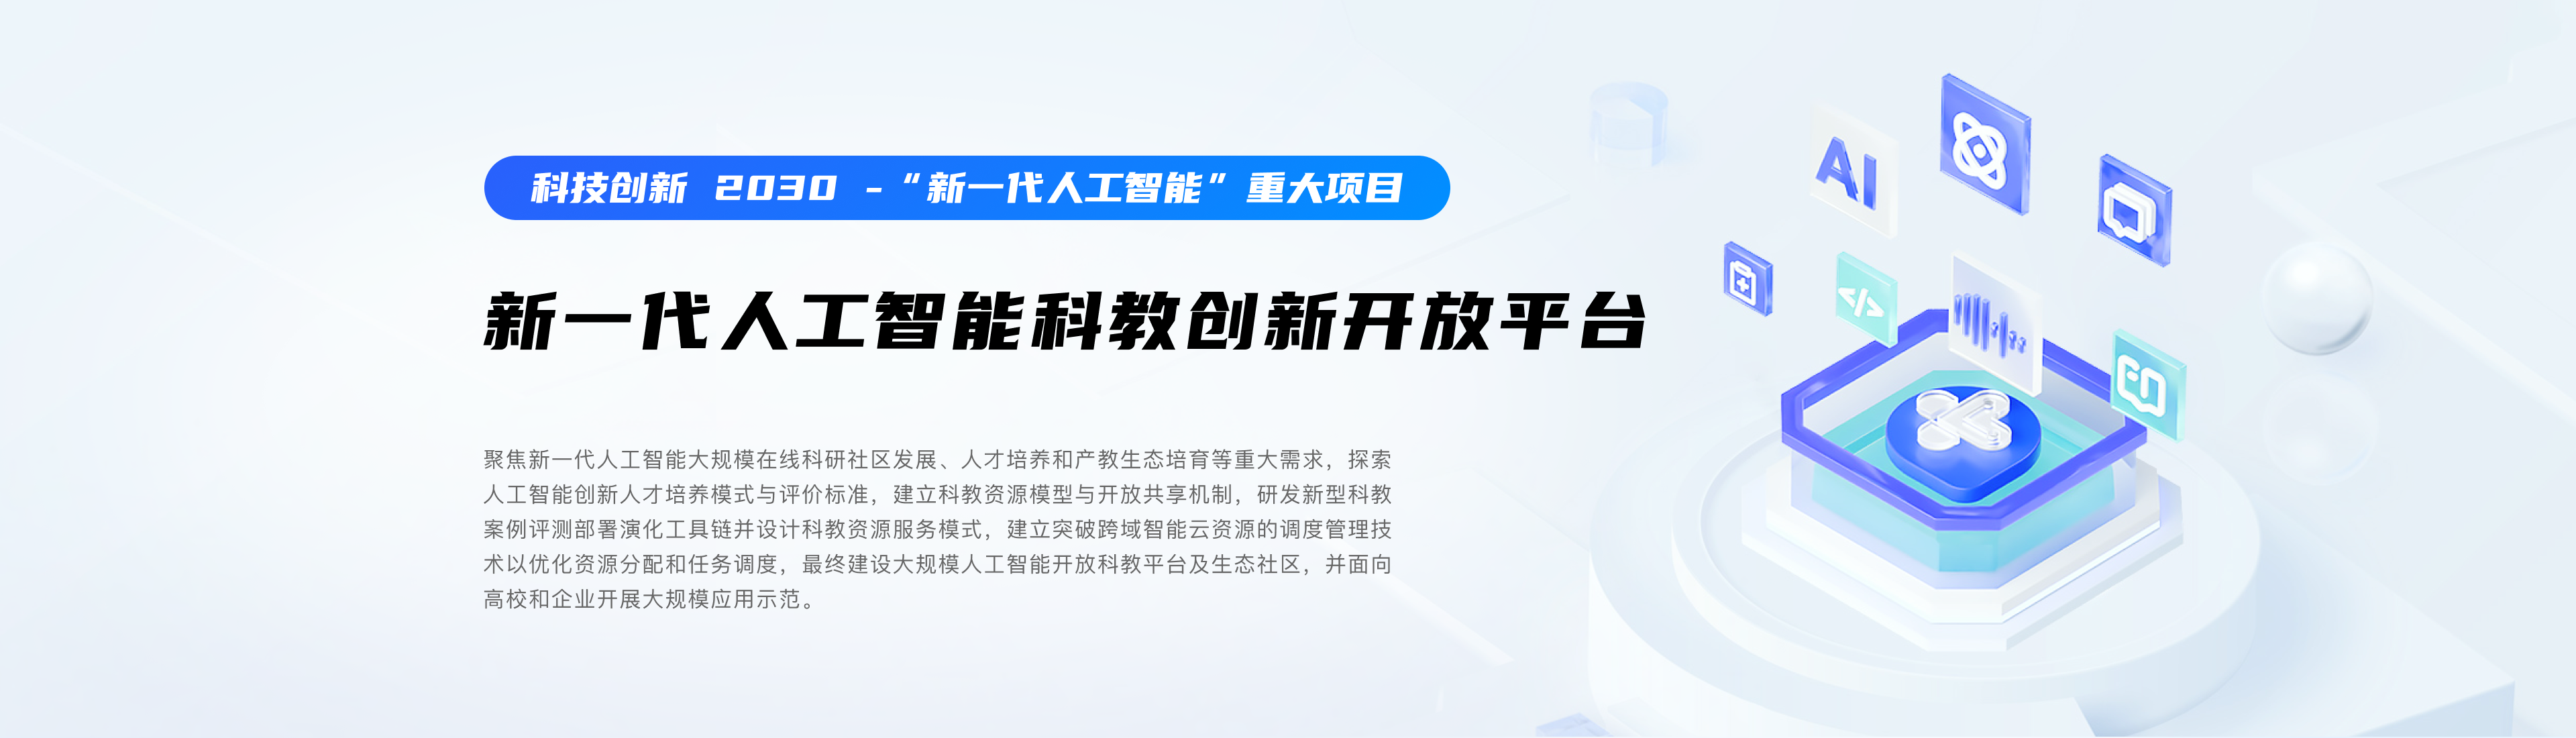 科技创新 2030 -“新一代人工智能”重大项目
新一代人工智能科教创新开放平台
聚焦新一代人工智能大规模在线科研社区发展、人才培养和产教生态培育等重大需求，探索
人工智能创新人才培养模式与评价标准，建立科教资源模型与开放共享机制，研发新型科教
案例评测部署演化工具链并设计科教资源服务模式，建立突破跨域智能云资源的调度管理技
术以优化资源分配和任务调度，最终建设大规模人工智能开放科教平台及生态社区，并面向
高校和企业开展大规模应用示范。
AI